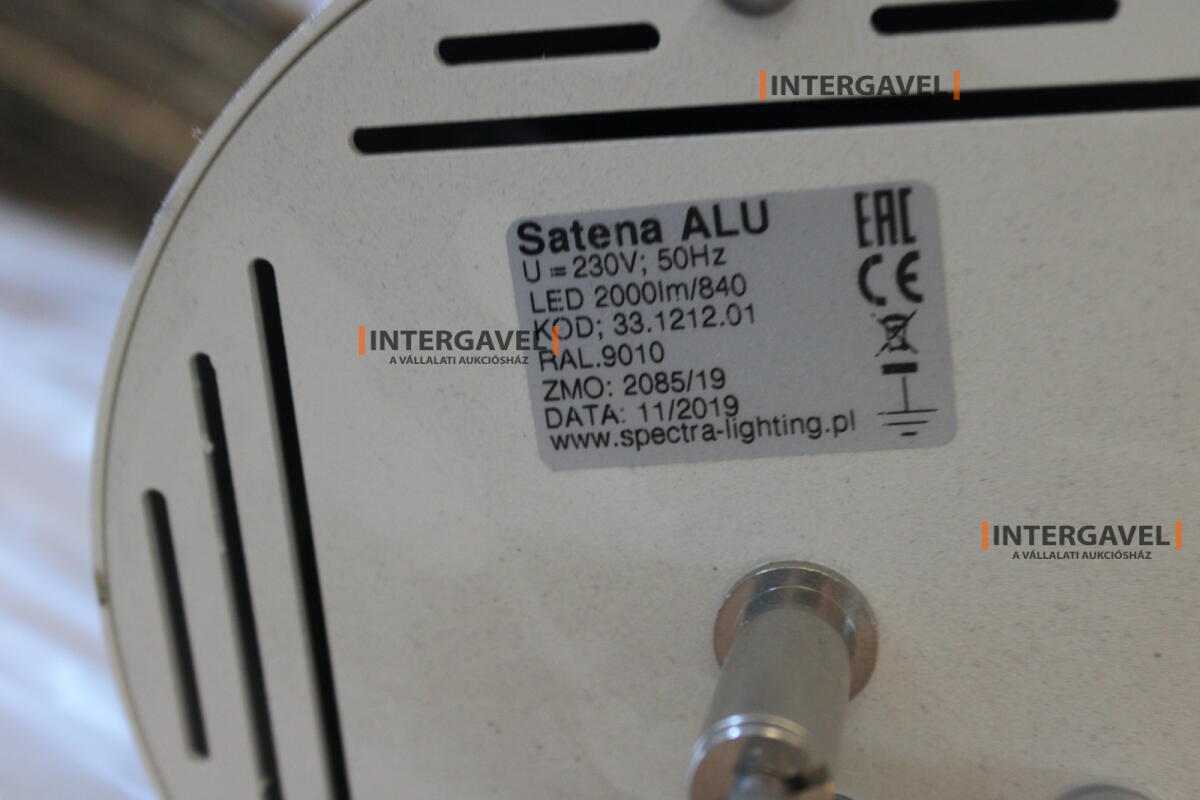 INTERGAVEL
Satena ALU
U = 230V; 50Hz
LED 2000lm/840
KOD; 33.1212.01
RAL.9010
ZMO: 2085/19
DATA: 11/2019
www.spectra-lighting.pl
EAC
CE
INTERGAVEL
A VÁLLALATI AUKCIÓSHÁZ
INTERGAVEL
A VÁLLALATI AUKCIÓSHÁZ